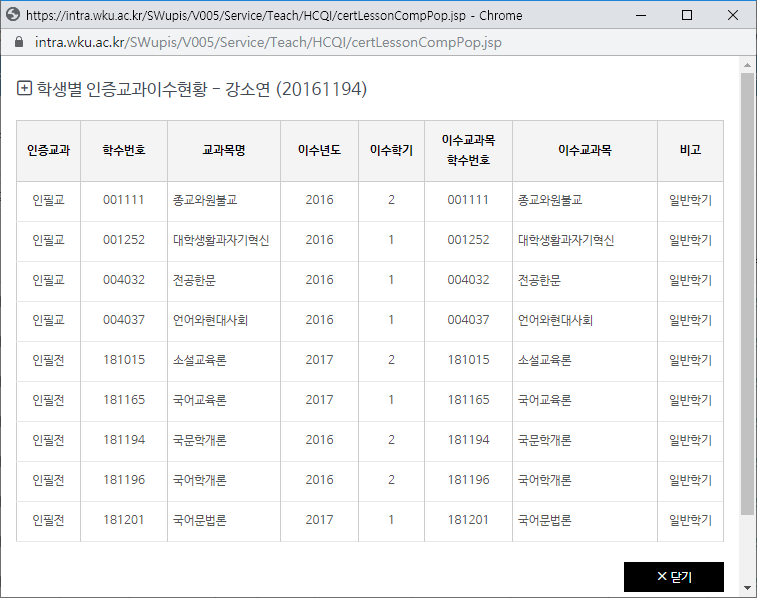 https://intra.wku.ac.kr/SWupis/V005/Service/Teach/HCQI/certLessonCompPop.jsp - Chrome
intra.wku.ac.kr/SWupis/V005/Service/Teach/HCQI/certLessonCompPop.jsp
학생별 인증교과이수현황 - 강소연 (20161194)
인증교과 학수번호 교과목명 이수년도 이수학기 이수교과목 학수번호 이수교과목 비고
인필교 001111 종교와원불교 2016 2 001111 종교와원불교 일반학기
인필교 001252 대학생활과자기혁신 2016 1 001252 대학생활과자기혁신 일반학기
인필교 004032 전공한문 2016 1 004032 전공한문 일반학기
인필교 004037 언어와현대사회 2016 1 004037 언어와현대사회 일반학기
인필전 181015 소설교육론 2017 2 181015 소설교육론 일반학기
인필전 181165 국어교육론 2017 1 181165 국어교육론 일반학기
인필전 181194 국문학개론 2016 2 181194 국문학개론 일반학기
인필전 181196 국어학개론 2016 2 181196 국어학개론 일반학기
인필전 181201 국어문법론 2017 1 181201 국어문법론 일반학기
✕ 닫기